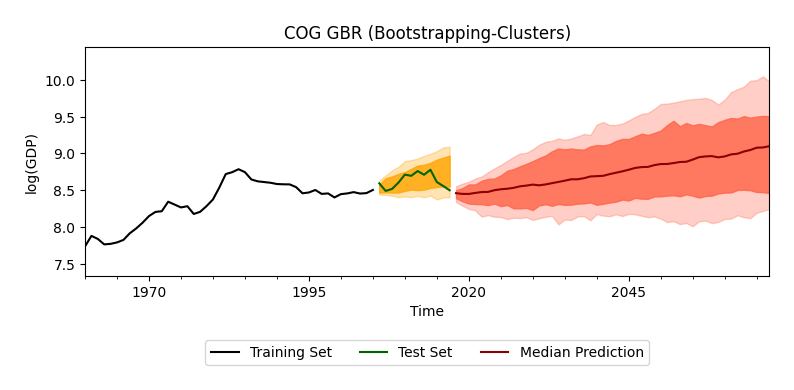 COG GBR (Bootstrapping-Clusters)
log(GDP)
10.0
9.5
9.0
8.5
8.0
7.5
1970 1995 2020 2045
Time
Training Set Test Set Median Prediction